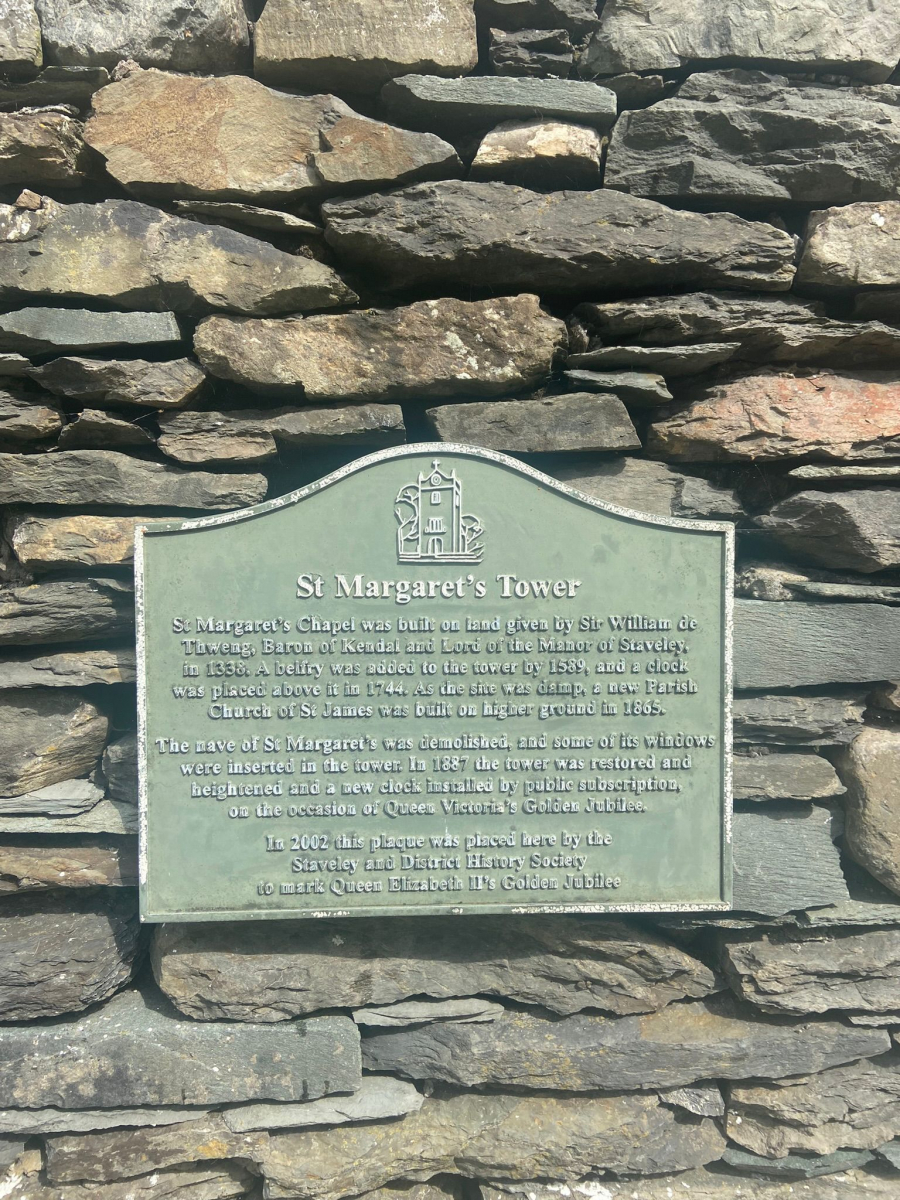 St Margaret's Tower
St Margaret's Chapel was built on land given by Sir William de
Thweng, Baron of Kendal and Lord of the Manor of Staveley,
in 1338. A belfry was added to the tower by 1589, and a clock
was placed above it in 1744. As the site was damp, a new Parish
Church of St James was built on higher ground in 1865.
The nave of St Margaret's was demolished, and some of its windows
were inserted in the tower. In 1887 the tower was restored and
heightened and a new clock installed by public subscription,
on the occasion of Queen Victoria's Golden Jubilee.
In 2002 this plaque was placed here by the
Staveley and District History Society
to mark Queen Elizabeth II's Golden Jubilee